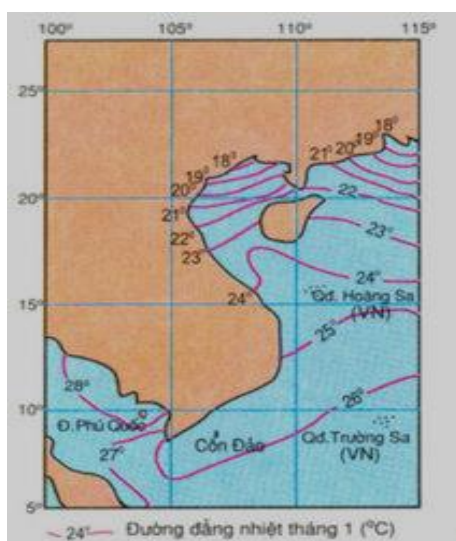 100° 105° 110° 115°
25°
20°
15°
10°
5°
18°
19°
20°
21°
22°
23
24°
18°
19°
20°
21°
22
23°
24°
Qđ. Hoàng Sa
(VN)
25°
26°
28°
Đ. Phú Quốc
27°
Côn Đảo
Qđ. Trường Sa
(VN)
24° Đường đẳng nhiệt tháng 1 (°C)